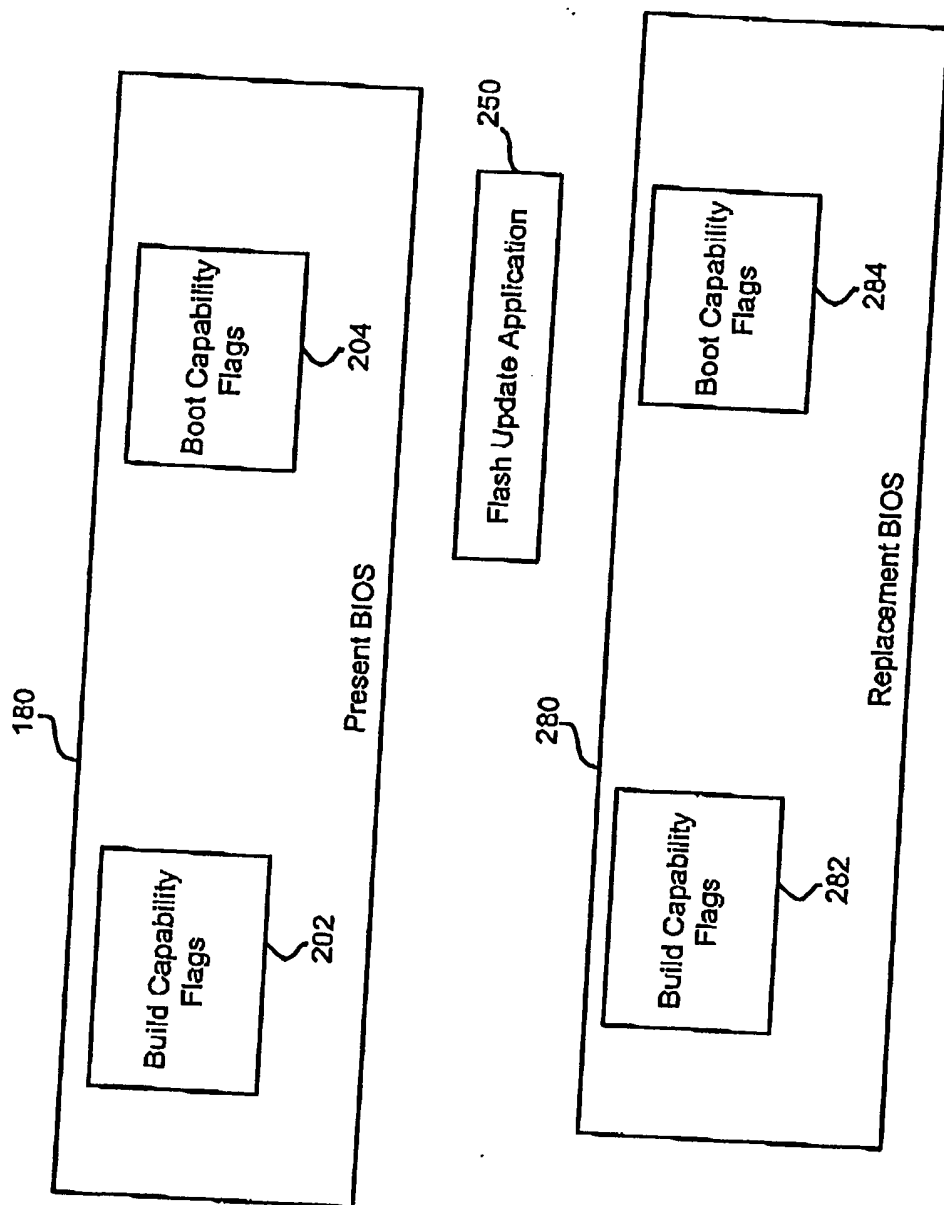 180
Build Capability
Flags
202
Boot Capability
Flags
204
Present BIOS
Flash Update Application
250
280
Build Capability
Flags
282
Boot Capability
Flags
284
Replacement BIOS